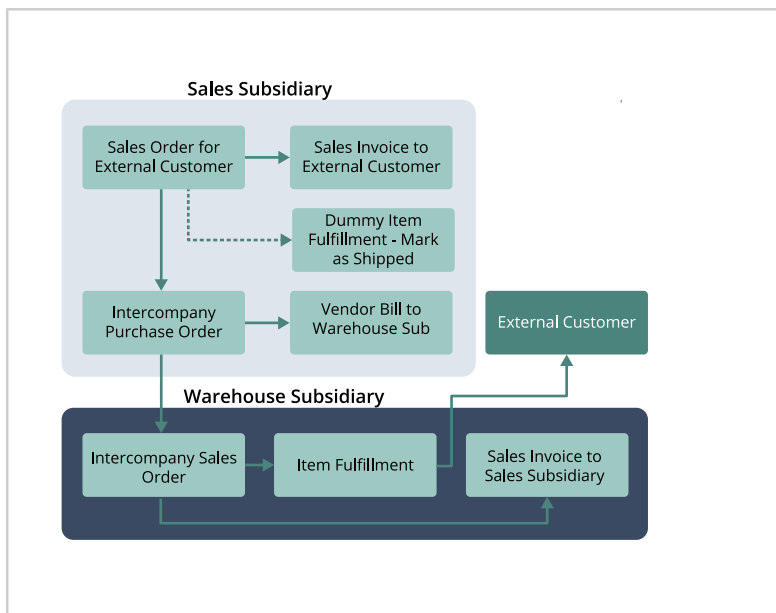 Sales Subsidiary
Sales Order for
External Customer
Sales Invoice to
External Customer
Dummy Item
Fulfillment - Mark
as Shipped
Intercompany
Purchase Order
Vendor Bill to
Warehouse Sub
External Customer
Warehouse Subsidiary
Intercompany Sales
Order
Item Fulfillment
Sales Invoice to
Sales Subsidiary